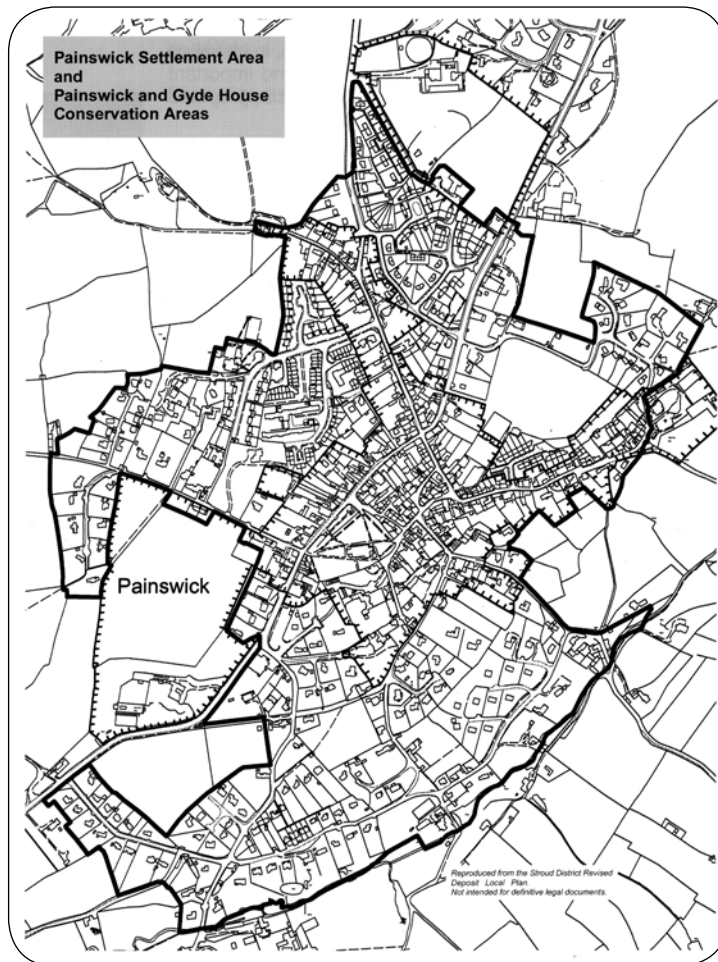 Painswick Settlement Area
and
Painswick and Gyde House
Conservation Areas
Painswick
Reproduced from the Stroud District Revised
Deposit Local Plan.
Not intended for definitive legal documents.